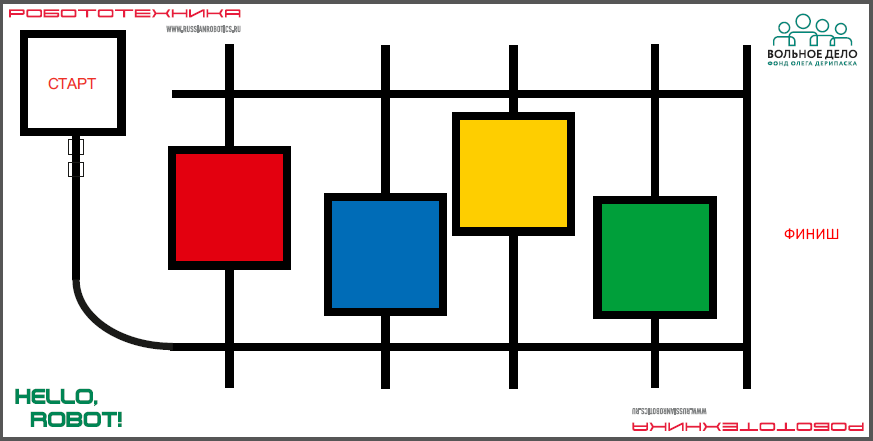 РОБОТОТЕХНИКА
WWW.RUSSIANROBOTICS.RU
ВОЛЬНОЕ ДЕЛО
ФОНД ОЛЕГА ДЕРИПАСКА
СТАРТ
ФИНИШ
HELLO,
ROBOT!
WWW.RUSSIANROBOTICS.RU
РОБОТОТЕХНИКА